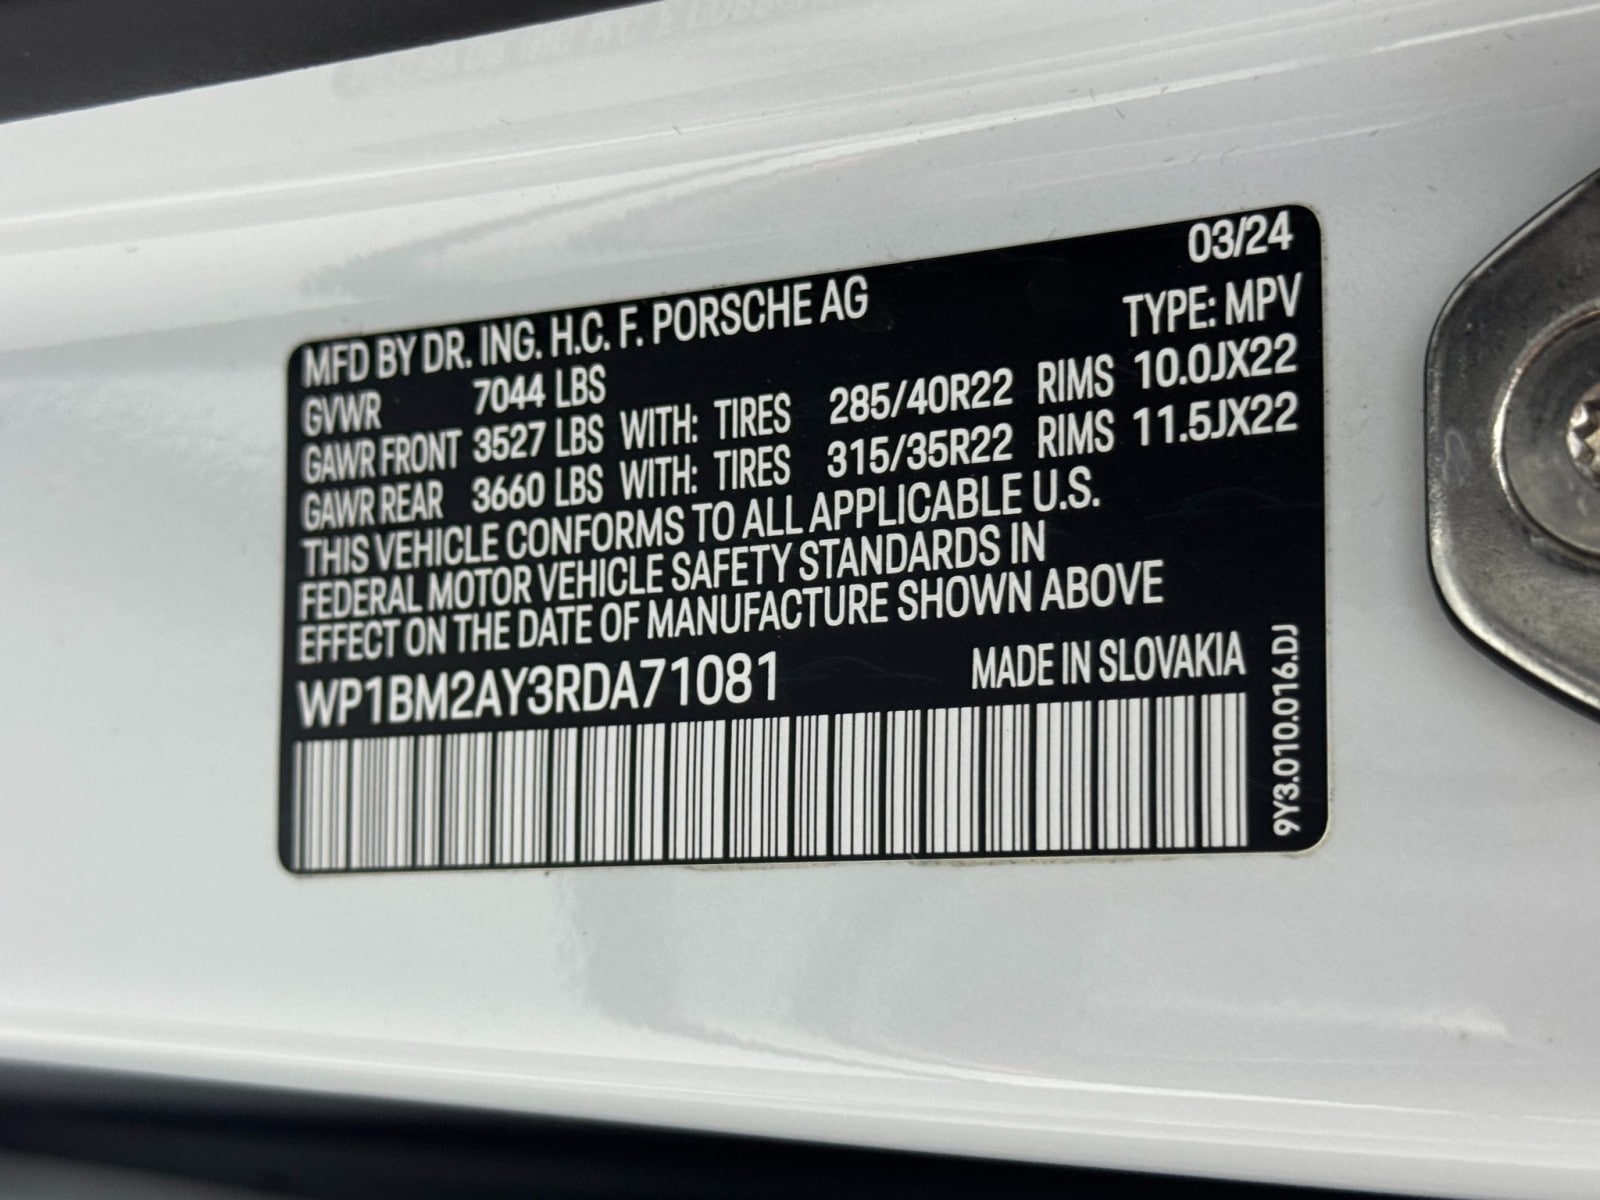 03/24
MFD BY DR. ING. H.C. F. PORSCHE AG TYPE: MPV
GVWR 7044 LBS
GAWR FRONT 3527 LBS WITH: TIRES 285/40R22 RIMS 10.0JX22
GAWR REAR 3660 LBS WITH: TIRES 315/35R22 RIMS 11.5JX22
THIS VEHICLE CONFORMS TO ALL APPLICABLE U.S.
FEDERAL MOTOR VEHICLE SAFETY STANDARDS IN
EFFECT ON THE DATE OF MANUFACTURE SHOWN ABOVE
WP1BM2AY3RDA71081 MADE IN SLOVAKIA
9Y3.010.016.DJ